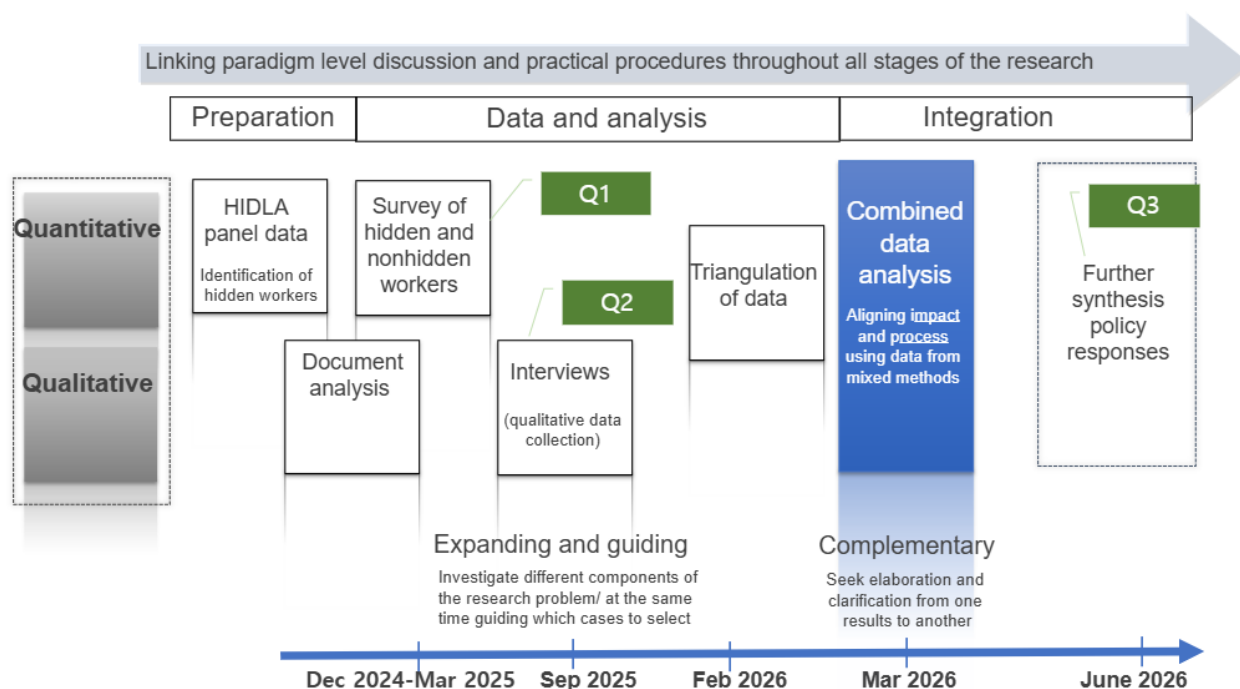 Linking paradigm level discussion and practical procedures throughout all stages of the research
Preparation
Data and analysis
Integration
Quantitative
Qualitative
HIDLA
panel data
Identification of
hidden workers
Document
analysis
Survey of
hidden and
nonhidden
workers
Q1
Q2
Interviews
(qualitative data
collection)
Triangulation
of data
Combined
data
analysis
Aligning impact
and process
using data from
mixed methods
Q3
Further
synthesis
policy
responses
Expanding and guiding
Investigate different components of
the research problem/ at the same
time guiding which cases to select
Complementary
Seek elaboration and
clarification from one
results to another
Dec 2024-Mar 2025
Sep 2025
Feb 2026
Mar 2026
June 2026